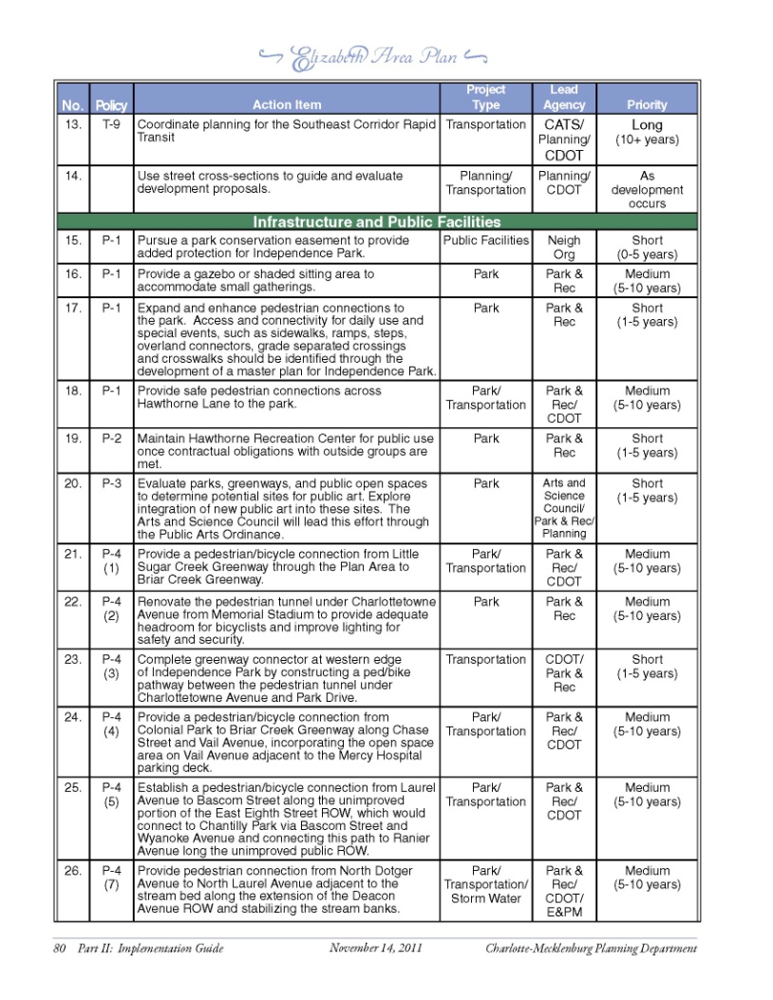 Elizabeth Area Plan
No. Policy Action Item Project Type Lead Agency Priority
13. T-9 Coordinate planning for the Southeast Corridor Rapid Transportation CATS/ Long
Transit Planning/ (10+ years)
CDOT
14. Use street cross-sections to guide and evaluate Planning/ Planning/ As
development proposals. Transportation CDOT development
occurs
Infrastructure and Public Facilities
15. P-1 Pursue a park conservation easement to provide Public Facilities Neigh Short
added protection for Independence Park. Org (0-5 years)
16. P-1 Provide a gazebo or shaded sitting area to Park Park & Medium
accommodate small gatherings. Rec (5-10 years)
17. P-1 Expand and enhance pedestrian connections to Park Park & Short
the park. Access and connectivity for daily use and Rec (1-5 years)
special events, such as sidewalks, ramps, steps,
overland connectors, grade separated crossings
and crosswalks should be identified through the
development of a master plan for Independence Park.
18. P-1 Provide safe pedestrian connections across Park/ Park & Medium
Hawthorne Lane to the park. Transportation Rec/ (5-10 years)
CDOT
19. P-2 Maintain Hawthorne Recreation Center for public use Park Park & Short
once contractual obligations with outside groups are Rec (1-5 years)
met.
20. P-3 Evaluate parks, greenways, and public open spaces Park Arts and Short
to determine potential sites for public art. Explore Science (1-5 years)
integration of new public art into these sites. The Council/
Arts and Science Council will lead this effort through Park & Rec/
the Public Arts Ordinance. Planning
21. P-4 Provide a pedestrian/bicycle connection from Little Park/ Park & Medium
(1) Sugar Creek Greenway through the Plan Area to Transportation Rec/ (5-10 years)
Briar Creek Greenway. CDOT
22. P-4 Renovate the pedestrian tunnel under Charlottetowne Park Park & Medium
(2) Avenue from Memorial Stadium to provide adequate Rec (5-10 years)
headroom for bicyclists and improve lighting for
safety and security.
23. P-4 Complete greenway connector at western edge Transportation CDOT/ Short
(3) of Independence Park by constructing a ped/bike Park & (1-5 years)
pathway between the pedestrian tunnel under Rec
Charlottetowne Avenue and Park Drive.
24. P-4 Provide a pedestrian/bicycle connection from Park/ Park & Medium
(4) Colonial Park to Briar Creek Greenway along Chase Transportation Rec/ (5-10 years)
Street and Vail Avenue, incorporating the open space CDOT
area on Vail Avenue adjacent to the Mercy Hospital
parking deck.
25. P-4 Establish a pedestrian/bicycle connection from Laurel Park/ Park & Medium
(5) Avenue to Bascom Street along the unimproved Transportation Rec/ (5-10 years)
portion of the East Eighth Street ROW, which would CDOT
connect to Chantilly Park via Bascom Street and
Wyanoke Avenue and connecting this path to Ranier
Avenue long the unimproved public ROW.
26. P-4 Provide pedestrian connection from North Dotger Park/ Park & Medium
(7) Avenue to North Laurel Avenue adjacent to the Transportation/ Rec/ (5-10 years)
stream bed along the extension of the Deacon Storm Water CDOT/
Avenue ROW and stabilizing the stream banks. E&PM
80 Part II: Implementation Guide November 14, 2011 Charlotte-Mecklenburg Planning Department